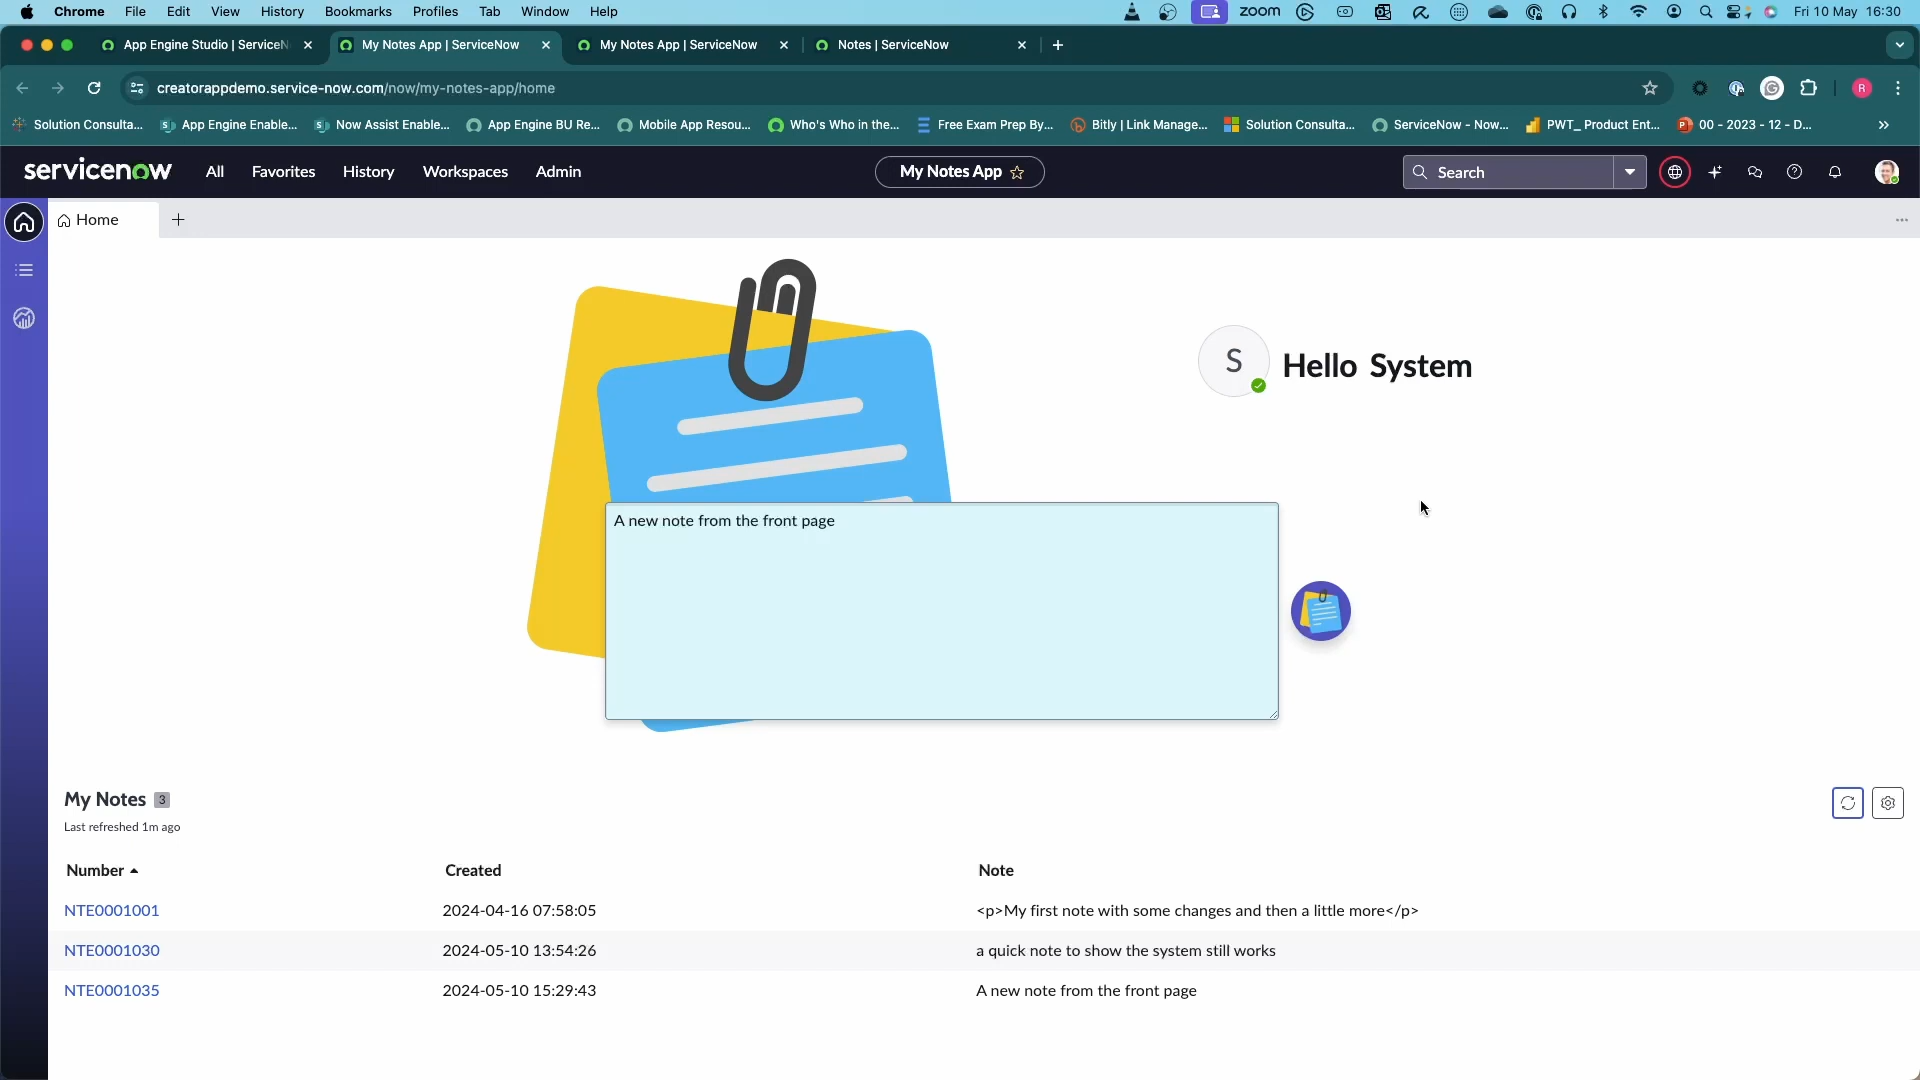 Chrome File Edit View History Bookmarks Profiles Tab Window Help zoom Fri 10 May 16:30
App Engine Studio | ServiceN My Notes App | ServiceNow My Notes App | ServiceNow Notes | ServiceNow
creatorappdemo.service-now.com/now/my-notes-app/home R
Solution Consulta... App Engine Enable... Now Assist Enable... App Engine BU Re... Mobile App Resou... Who's Who in the... Free Exam Prep By... Bitly | Link Manage... Solution Consulta... ServiceNow - Now... PWT_ Product Ent... 00 - 2023 - 12 - D...
servicenow All Favorites History Workspaces Admin My Notes App Search
Home
S Hello System
A new note from the front page
My Notes 3
Last refreshed 1m ago
Number Created Note
NTE0001001 2024-04-16 07:58:05 <p>My first note with some changes and then a little more</p>
NTE0001030 2024-05-10 13:54:26 a quick note to show the system still works
NTE0001035 2024-05-10 15:29:43 A new note from the front page